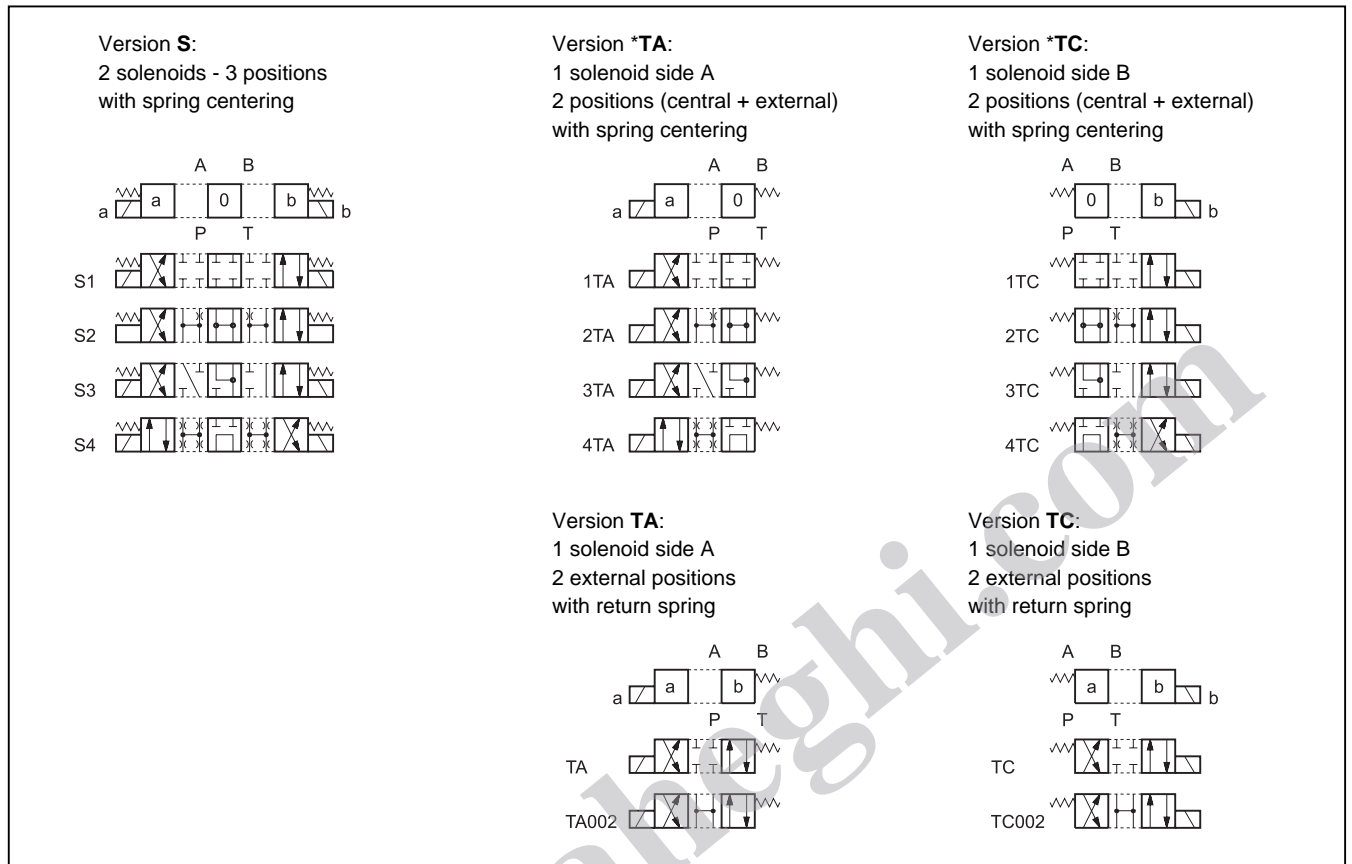 Version S:
2 solenoids - 3 positions
with spring centering
A B
a a 0 b b
P T
S1
S2
S3
S4
Version *TA:
1 solenoid side A
2 positions (central + external)
with spring centering
A B
a a 0
P T
1TA
2TA
3TA
4TA
Version *TC:
1 solenoid side B
2 positions (central + external)
with spring centering
A B
0 b b
P T
1TC
2TC
3TC
4TC
Version TA:
1 solenoid side A
2 external positions
with return spring
A B
a a b
P T
TA
TA002
Version TC:
1 solenoid side B
2 external positions
with return spring
A B
a b b
P T
TC
TC002
aheghi.com